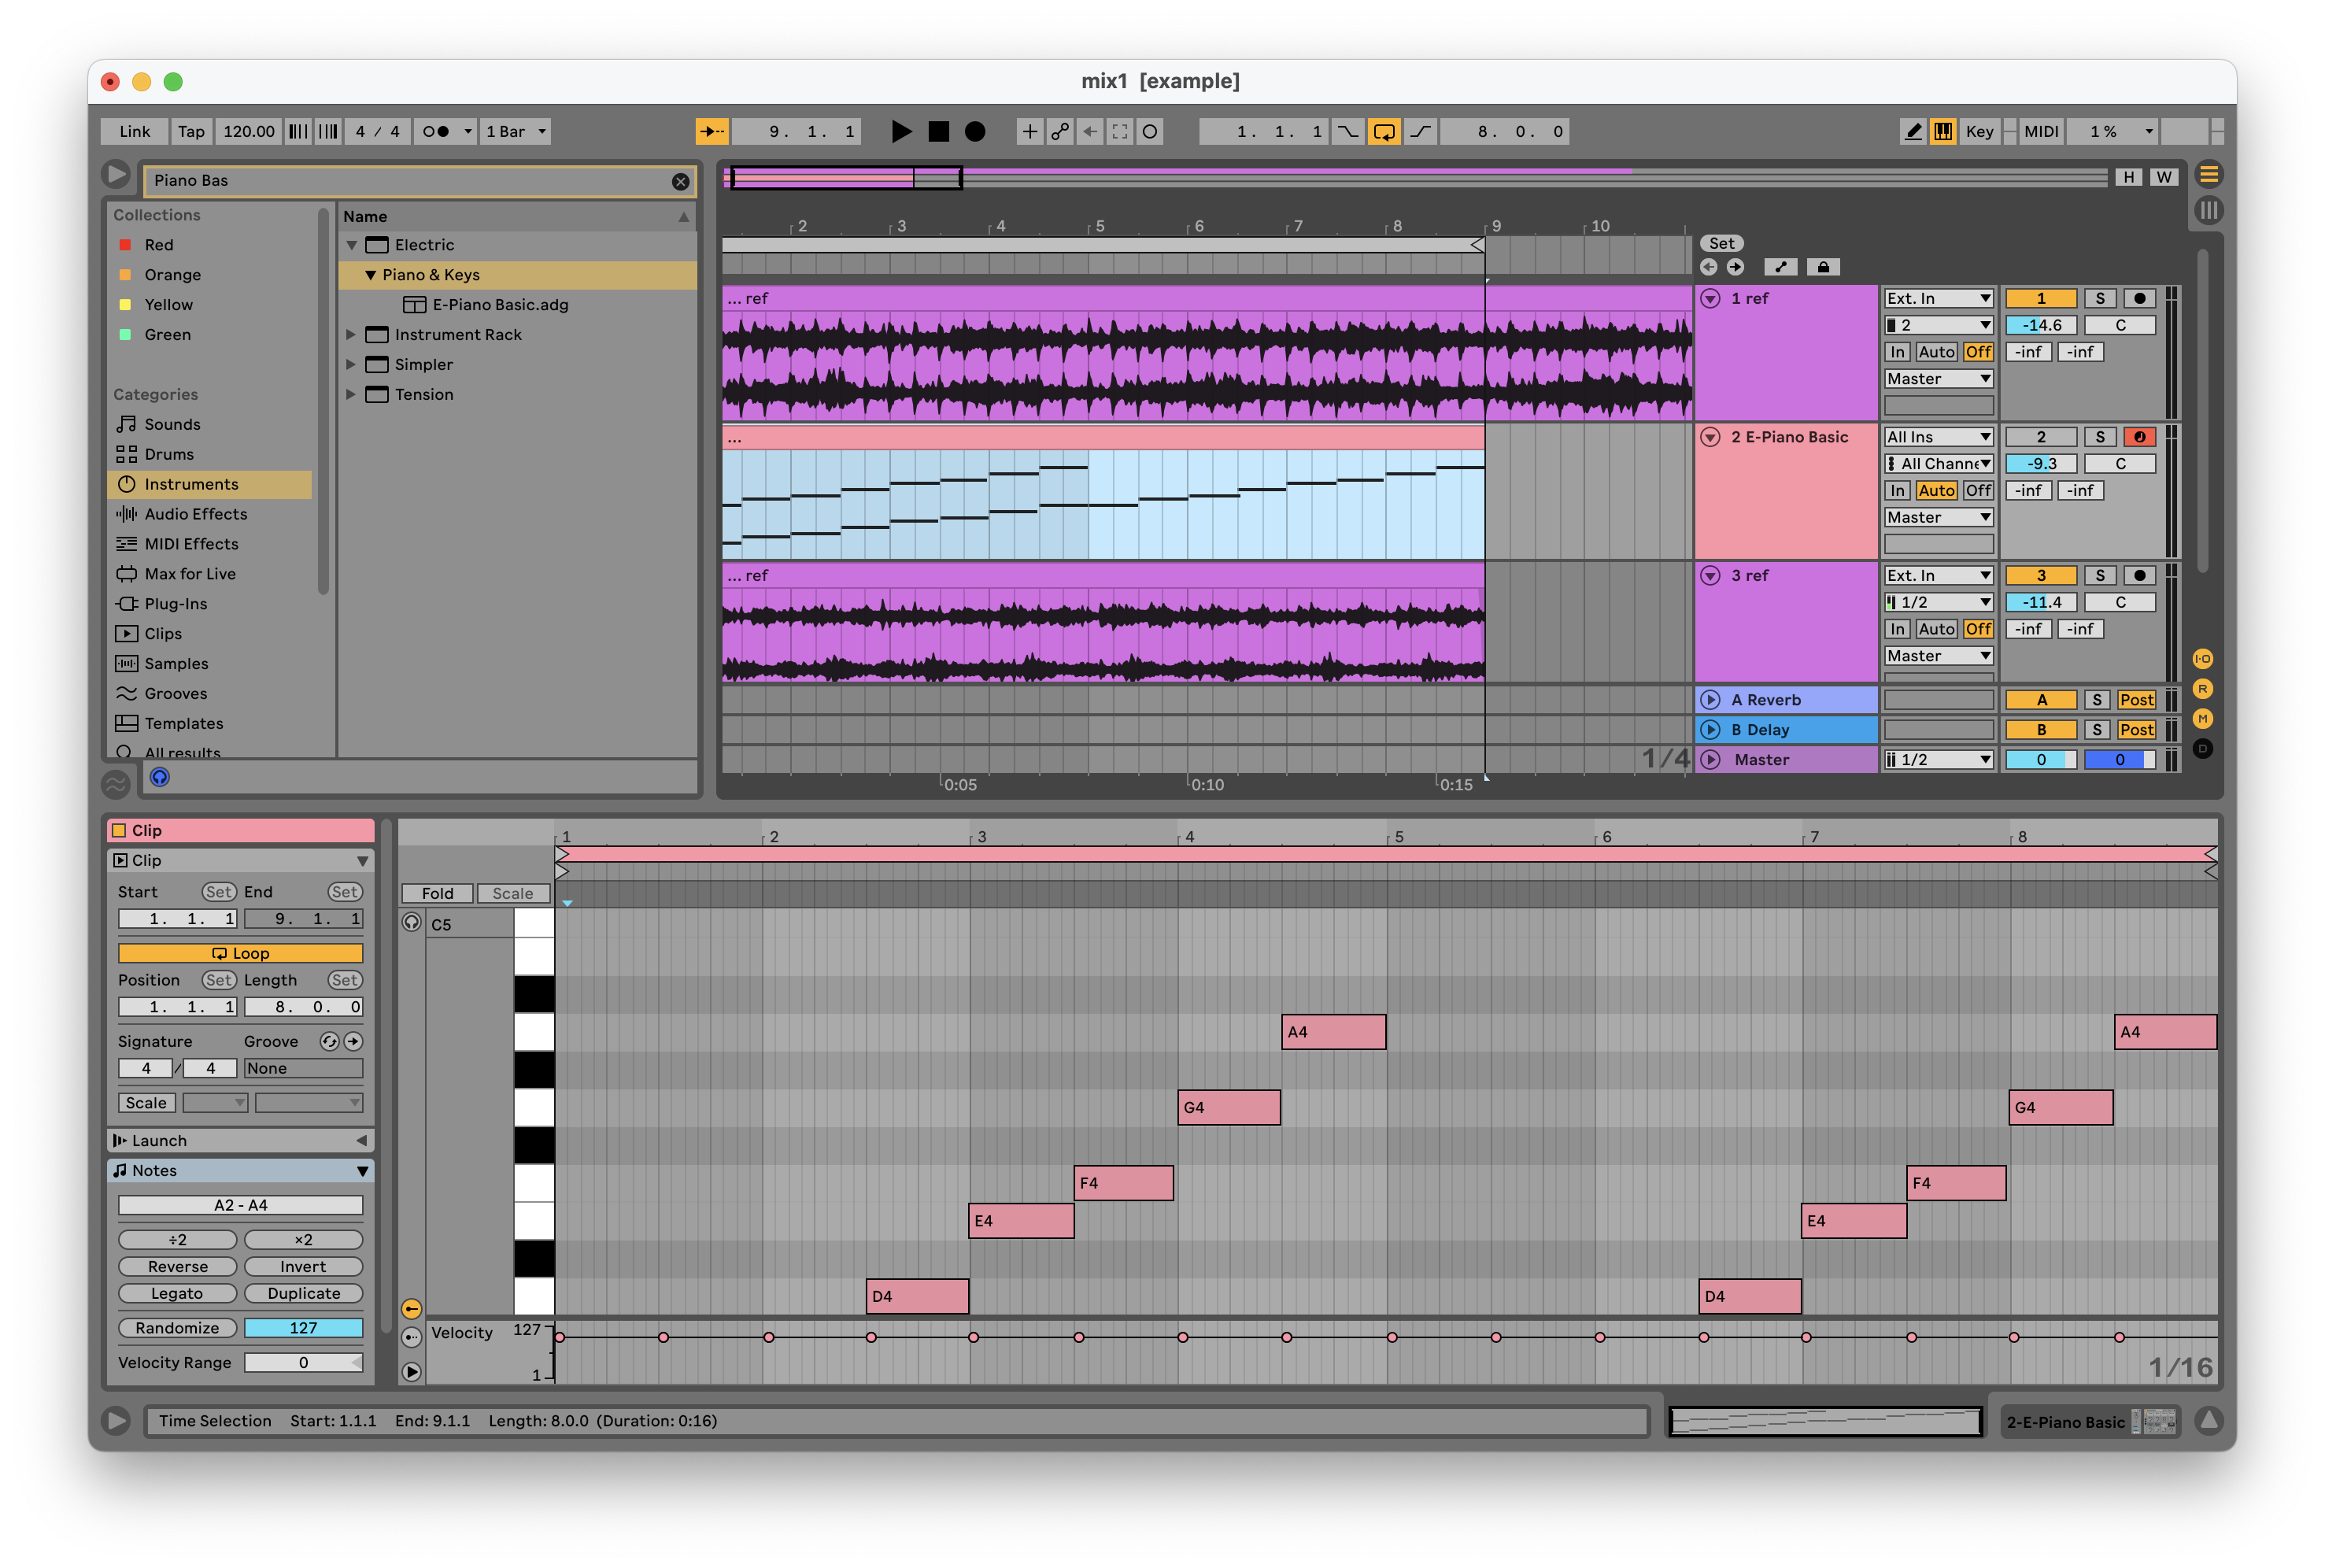 mix1 [example]
Link Tap 120.00 4 / 4 1 Bar 9. 1. 1 1. 1. 1 8. 0. 0 Key MIDI 1 %
Piano Bas
Collections
Red
Orange
Yellow
Green
Categories
Sounds
Drums
Instruments
Audio Effects
MIDI Effects
Max for Live
Plug-Ins
Clips
Samples
Grooves
Templates
All results
Name
Electric
Piano & Keys
E-Piano Basic.adg
Instrument Rack
Simpler
Tension
H W
2 3 4 5 6 7 8 9 10
Set
... ref
1 ref
Ext. In 1 S
2 -14.6 C
In Auto Off -inf -inf
Master
...
2 E-Piano Basic
All Ins 2 S
All Channe -9.3 C
In Auto Off -inf -inf
Master
... ref
3 ref
Ext. In 3 S
1/2 -11.4 C
In Auto Off -inf -inf
Master
A Reverb A S Post
B Delay B S Post
1/4 Master 1/2 0 0
0:05 0:10 0:15
I·O
R
M
D
Clip
Clip
Start Set End Set
1. 1. 1 9. 1. 1
Loop
Position Set Length Set
1. 1. 1 8. 0. 0
Signature Groove
4 / 4 None
Scale
Launch
Notes
A2 - A4
÷2 ×2
Reverse Invert
Legato Duplicate
Randomize 127
Velocity Range 0
1 2 3 4 5 6 7 8
Fold Scale
C5
A4 A4
G4 G4
F4 F4
E4 E4
D4 D4
Velocity 127
1
1/16
Time Selection Start: 1.1.1 End: 9.1.1 Length: 8.0.0 (Duration: 0:16)
2-E-Piano Basic